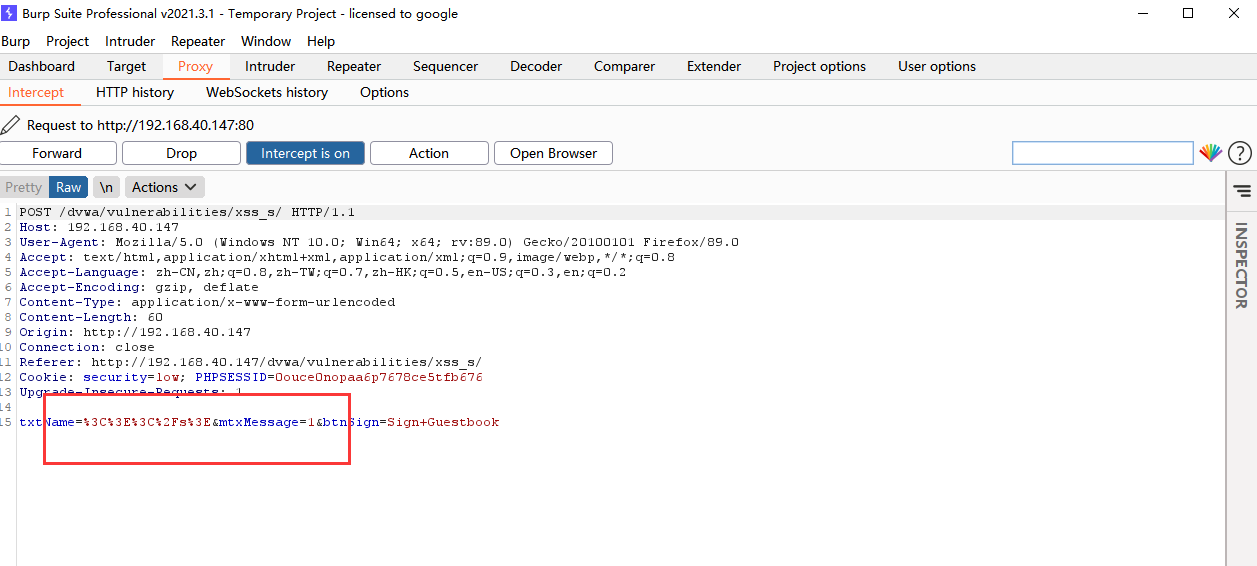 Burp Suite Professional v2021.3.1 - Temporary Project - licensed to google
Burp Project Intruder Repeater Window Help
Dashboard Target Proxy Intruder Repeater Sequencer Decoder Comparer Extender Project options User options
Intercept HTTP history WebSockets history Options
Request to http://192.168.40.147:80
Forward Drop Intercept is on Action Open Browser ?
Pretty Raw \n Actions
INSPECTOR
1 POST /dvwa/vulnerabilities/xss_s/ HTTP/1.1
2 Host: 192.168.40.147
3 User-Agent: Mozilla/5.0 (Windows NT 10.0; Win64; x64; rv:89.0) Gecko/20100101 Firefox/89.0
4 Accept: text/html,application/xhtml+xml,application/xml;q=0.9,image/webp,*/*;q=0.8
5 Accept-Language: zh-CN,zh;q=0.8,zh-TW;q=0.7,zh-HK;q=0.5,en-US;q=0.3,en;q=0.2
6 Accept-Encoding: gzip, deflate
7 Content-Type: application/x-www-form-urlencoded
8 Content-Length: 60
9 Origin: http://192.168.40.147
10 Connection: close
11 Referer: http://192.168.40.147/dvwa/vulnerabilities/xss_s/
12 Cookie: security=low; PHPSESSID=0ouce0nopaa6p7678ce5tfb676
13 Upgrade-Insecure-Requests: 1
14
15 txtName=%3C%3E%3C%2Fs%3E&mtxMessage=1&btnSign=Sign+Guestbook